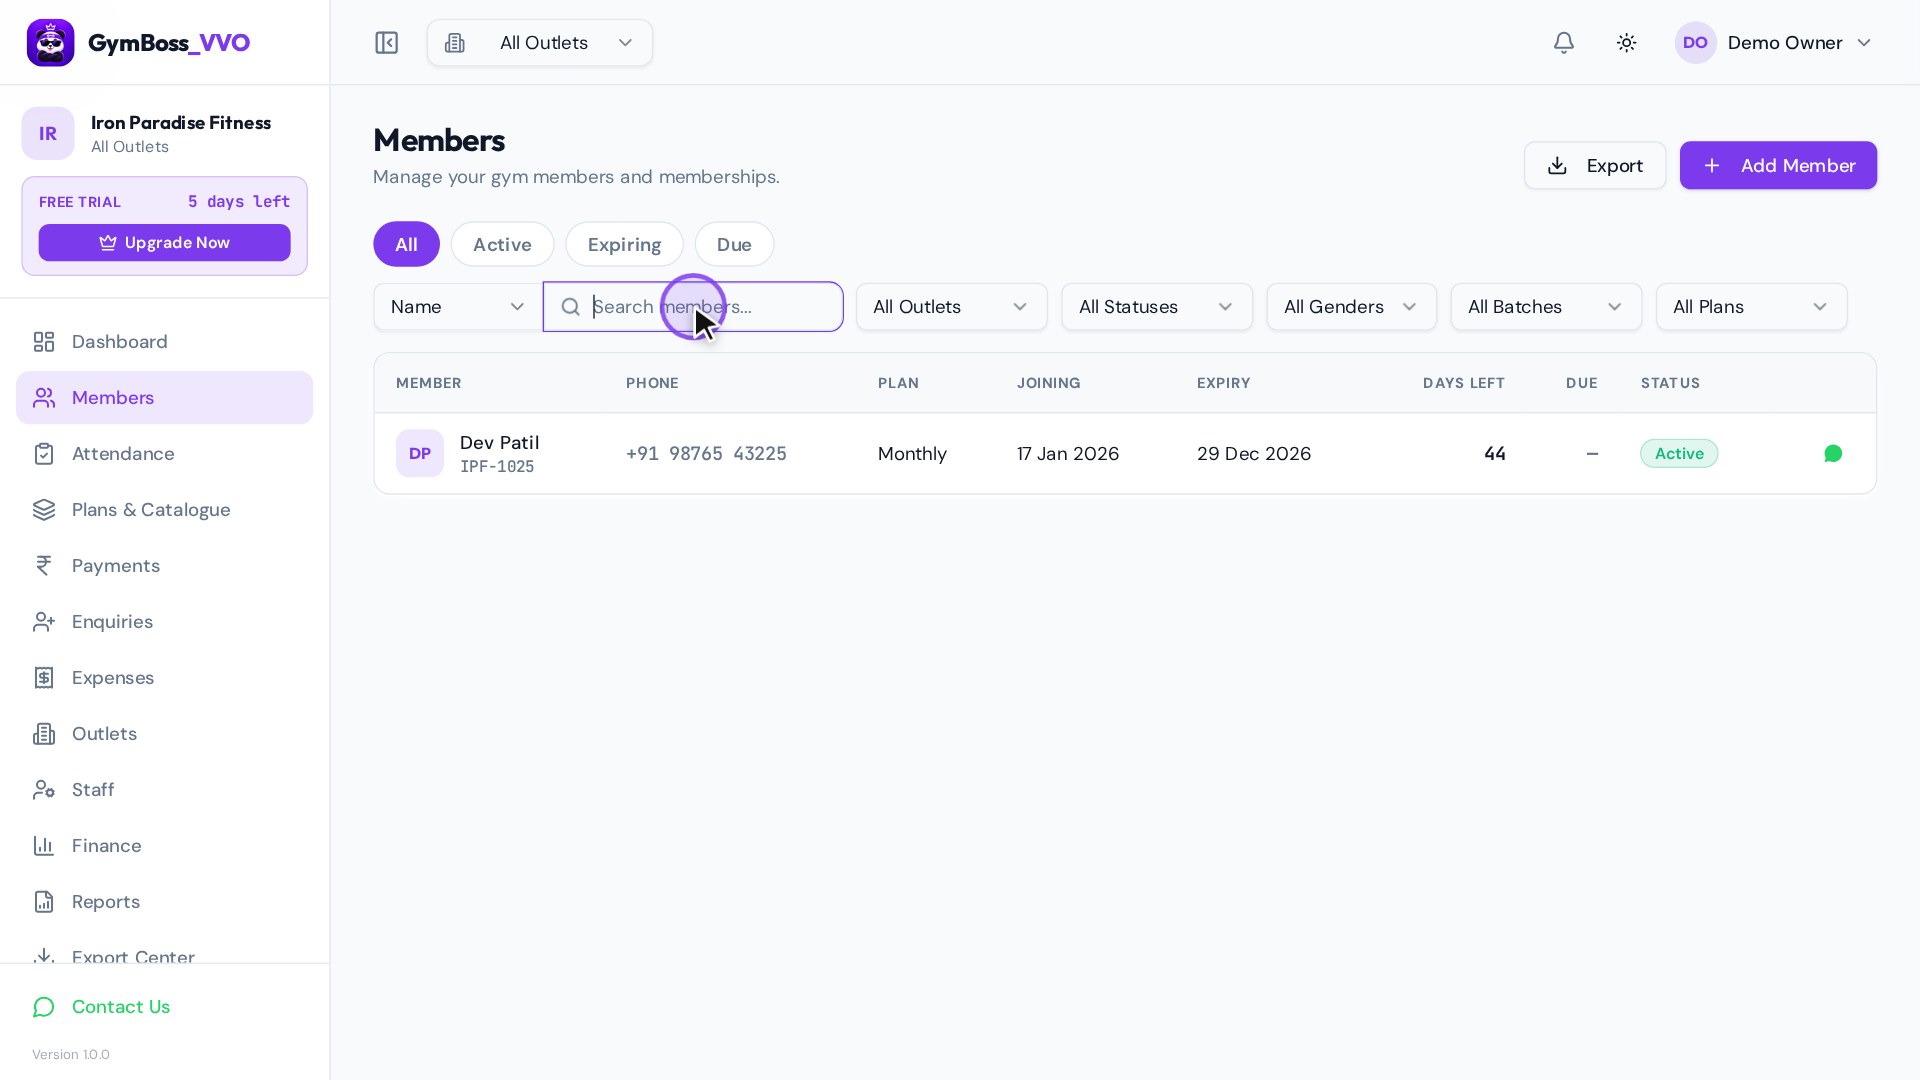 GymBoss_VVO
All Outlets
DO Demo Owner
IR
Iron Paradise Fitness
All Outlets
FREE TRIAL 5 days left
Upgrade Now
Dashboard
Members
Attendance
Plans & Catalogue
Payments
Enquiries
Expenses
Outlets
Staff
Finance
Reports
Export Center
Contact Us
Version 1.0.0
Members
Manage your gym members and memberships.
Export
Add Member
All Active Expiring Due
Name Search members... All Outlets All Statuses All Genders All Batches All Plans
MEMBER PHONE PLAN JOINING EXPIRY DAYS LEFT DUE STATUS
DP Dev Patil +91 98765 43225 Monthly 17 Jan 2026 29 Dec 2026 44 – Active
IPF-1025